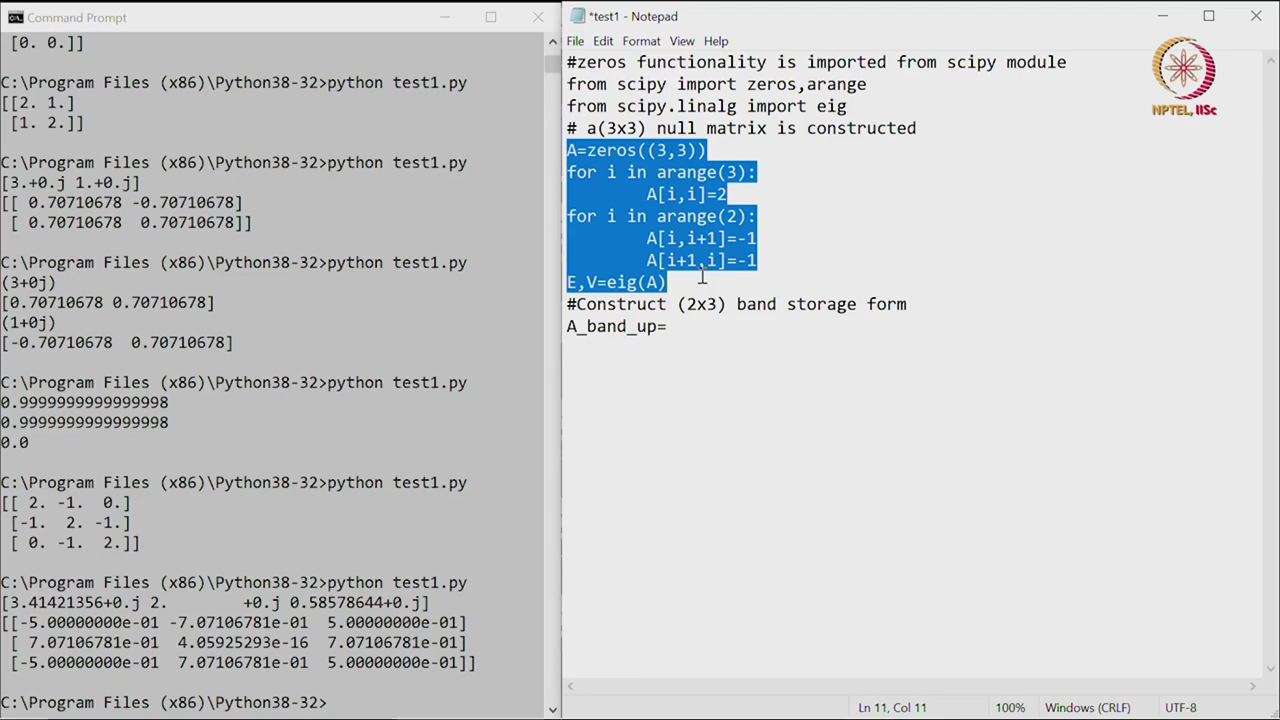 Command Prompt
[0. 0.]]
C:\Program Files (x86)\Python38-32>python test1.py
[[2. 1.]
 [1. 2.]]
C:\Program Files (x86)\Python38-32>python test1.py
[3.+0.j 1.+0.j]
[[ 0.70710678 -0.70710678]
 [ 0.70710678  0.70710678]]
C:\Program Files (x86)\Python38-32>python test1.py
(3+0j)
[0.70710678 0.70710678]
(1+0j)
[-0.70710678  0.70710678]
C:\Program Files (x86)\Python38-32>python test1.py
0.9999999999999998
0.9999999999999998
0.0
C:\Program Files (x86)\Python38-32>python test1.py
[[ 2. -1.  0.]
 [-1.  2. -1.]
 [ 0. -1.  2.]]
C:\Program Files (x86)\Python38-32>python test1.py
[3.41421356+0.j 2.        +0.j 0.58578644+0.j]
[[-5.00000000e-01 -7.07106781e-01  5.00000000e-01]
 [ 7.07106781e-01  4.05925293e-16  7.07106781e-01]
 [-5.00000000e-01  7.07106781e-01  5.00000000e-01]]
C:\Program Files (x86)\Python38-32>
*test1 - Notepad
File Edit Format View Help
#zeros functionality is imported from scipy module
from scipy import zeros,arange
from scipy.linalg import eig
# a(3x3) null matrix is constructed
A=zeros((3,3))
for i in arange(3):
        A[i,i]=2
for i in arange(2):
        A[i,i+1]=-1
        A[i+1,i]=-1
E,V=eig(A)
#Construct (2x3) band storage form
A_band_up=
NPTEL, IISc
Ln 11, Col 11
100%
Windows (CRLF)
UTF-8